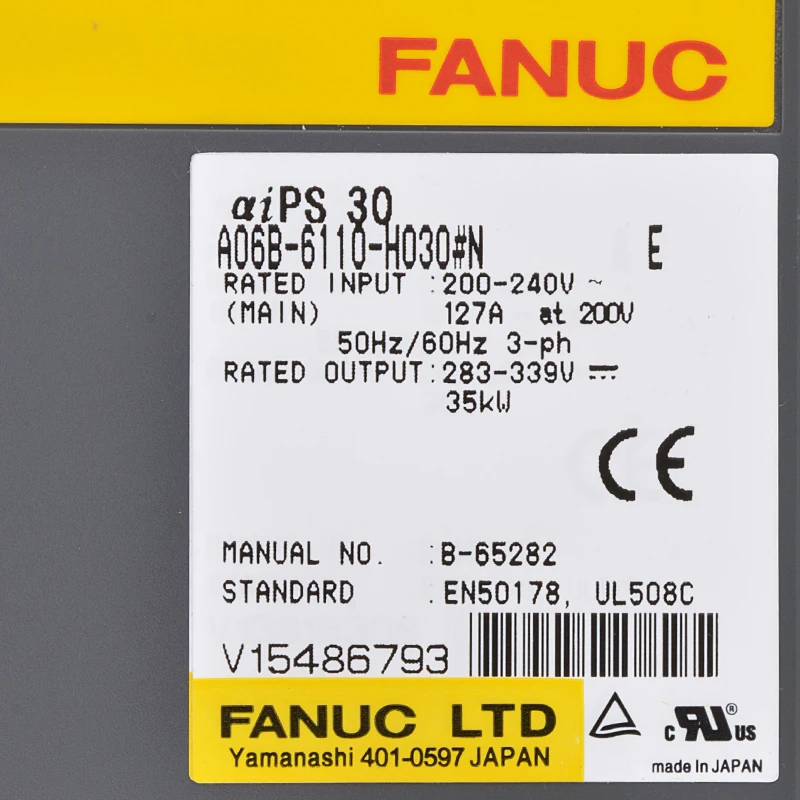 FANUC
αiPS 30
A06B-6110-H030#N E
RATED INPUT :200-240V ~
(MAIN) 127A at 200V
50Hz/60Hz 3-ph
RATED OUTPUT:283-339V ⎓
35kW
CE
MANUAL NO. :B-65282
STANDARD :EN50178, UL508C
V15486793
FANUC LTD
Yamanashi 401-0597 JAPAN
c RU® US
made in JAPAN